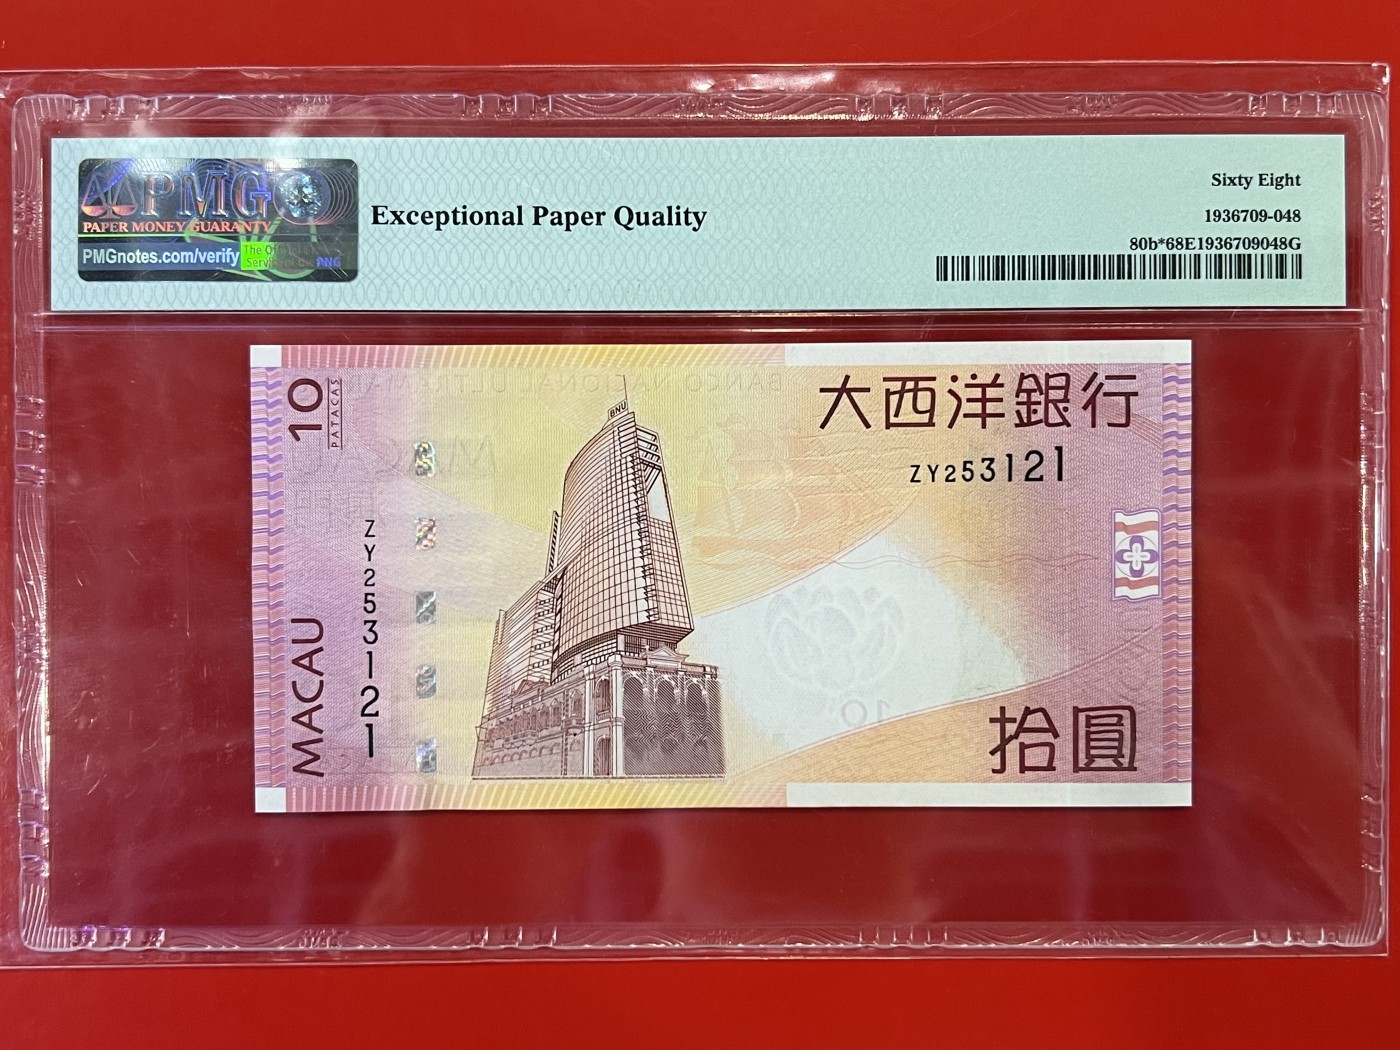 PMG
PAPER MONEY GUARANTY
PMGnotes.com/verify
PNG
Exceptional Paper Quality
Sixty Eight
1936709-048
80b*68E1936709048G
10
PATACAS
MACAU
ZY253121
BNU
大西洋銀行
ZY253121
拾圓